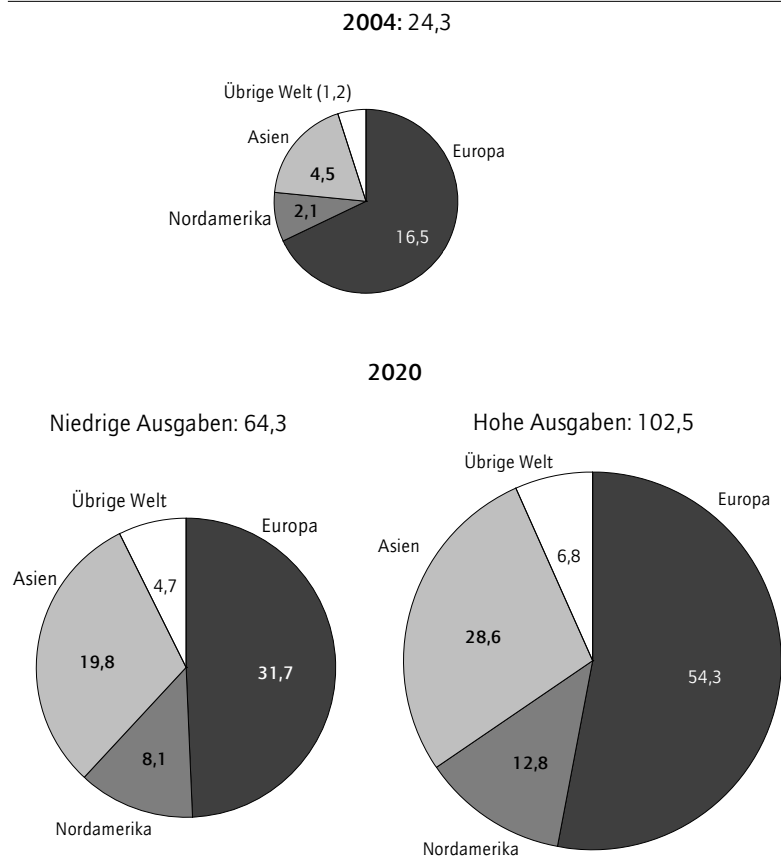 2004: 24,3
Übrige Welt (1,2)
Asien
Europa
4,5
Nordamerika
2,1
16,5
2020
Niedrige Ausgaben: 64,3
Übrige Welt
Europa
Asien
4,7
19,8
31,7
8,1
Nordamerika
Hohe Ausgaben: 102,5
Übrige Welt
Europa
Asien
6,8
28,6
54,3
12,8
Nordamerika